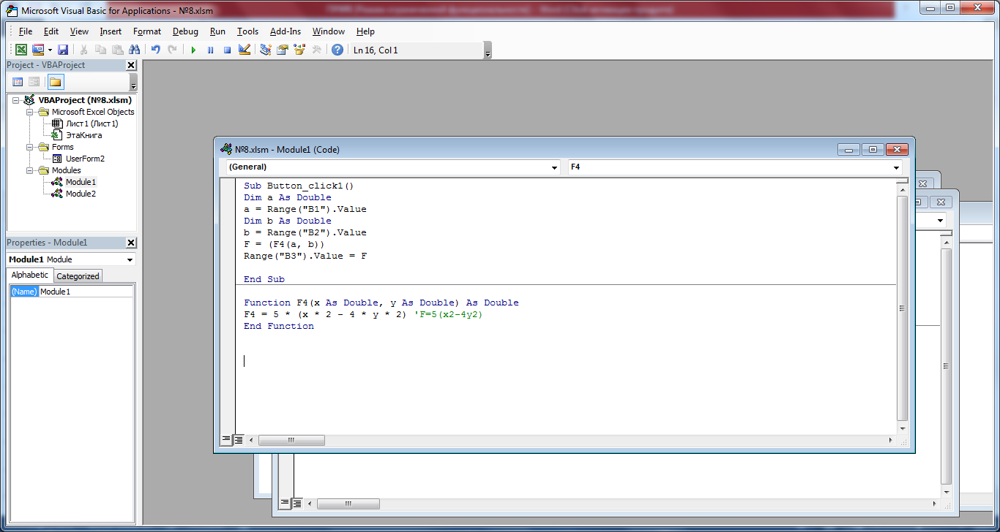 Microsoft Visual Basic for Applications - №8.xlsm
File Edit View Insert Format Debug Run Tools Add-Ins Window Help
Ln 16, Col 1
Project - VBAProject
VBAProject (№8.xlsm)
Microsoft Excel Objects
Лист1 (Лист1)
ЭтаКнига
Forms
UserForm2
Modules
Module1
Module2
Properties - Module1
Module1 Module
Alphabetic Categorized
(Name) Module1
№8.xlsm - Module1 (Code)
(General) F4
Sub Button_click1()
Dim a As Double
a = Range("B1").Value
Dim b As Double
b = Range("B2").Value
F = (F4(a, b))
Range("B3").Value = F
End Sub
Function F4(x As Double, y As Double) As Double
F4 = 5 * (x * 2 - 4 * y * 2) 'F=5(x2-4y2)
End Function